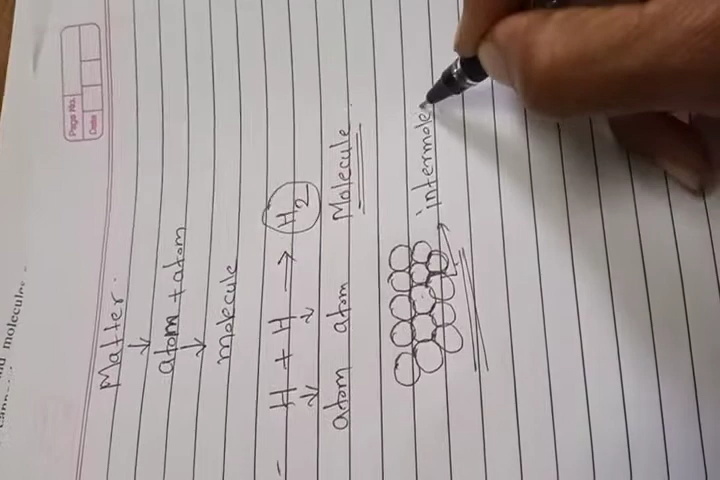 Page No.
Date
Matter.
↓
atom + atom
↓
molecule
H + H → H₂
↓ ↓
atom atom Molecule.
intermole